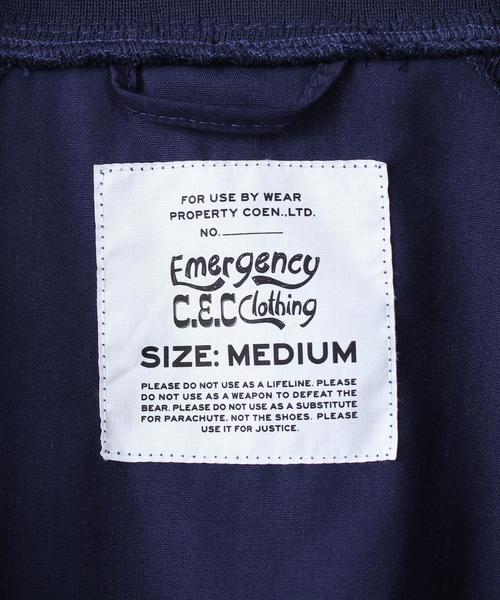 FOR USE BY WEAR
PROPERTY COEN.,LTD.
NO.
Emergency
C.E.C Clothing
SIZE: MEDIUM
PLEASE DO NOT USE AS A LIFELINE. PLEASE
DO NOT USE AS A WEAPON TO DEFEAT THE
BEAR. PLEASE DO NOT USE AS A SUBSTITUTE
FOR PARACHUTE. NOT THE SHOES. PLEASE
USE IT FOR JUSTICE.